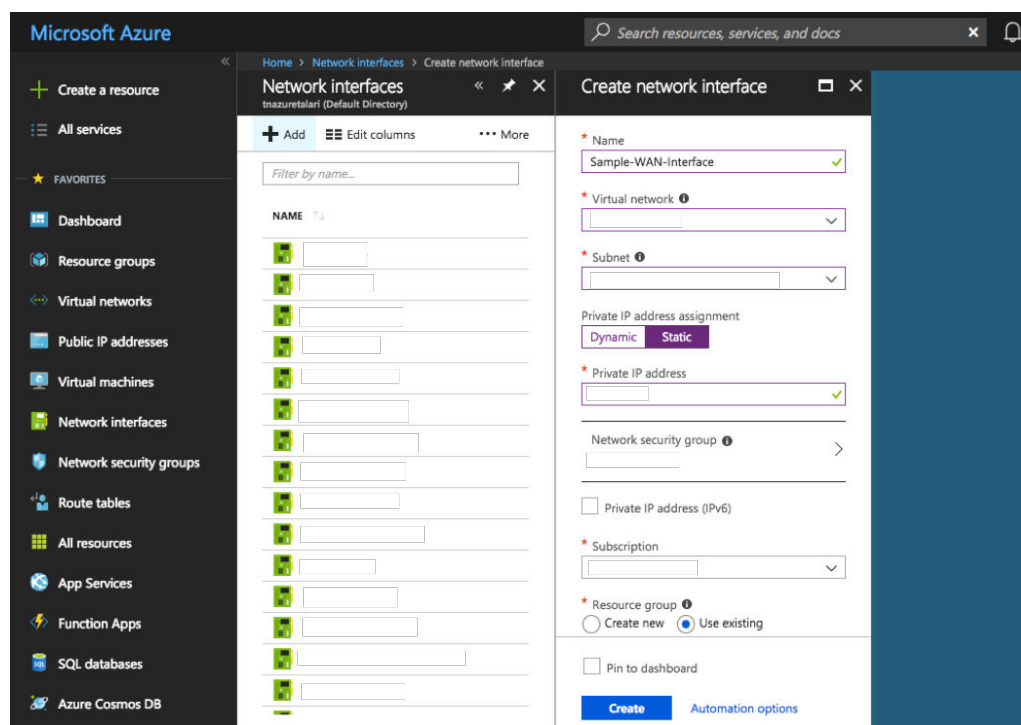 Microsoft Azure
Search resources, services, and docs
Create a resource
All services
FAVORITES
Dashboard
Resource groups
Virtual networks
Public IP addresses
Virtual machines
Network interfaces
Network security groups
Route tables
All resources
App Services
Function Apps
SQL databases
Azure Cosmos DB
Home > Network interfaces > Create network interface
Network interfaces
tnazuretalari (Default Directory)
Add Edit columns ••• More
Filter by name...
NAME
Create network interface
* Name
Sample-WAN-Interface
* Virtual network
* Subnet
Private IP address assignment
Dynamic Static
* Private IP address
Network security group
Private IP address (IPv6)
* Subscription
* Resource group
Create new Use existing
Pin to dashboard
Create Automation options